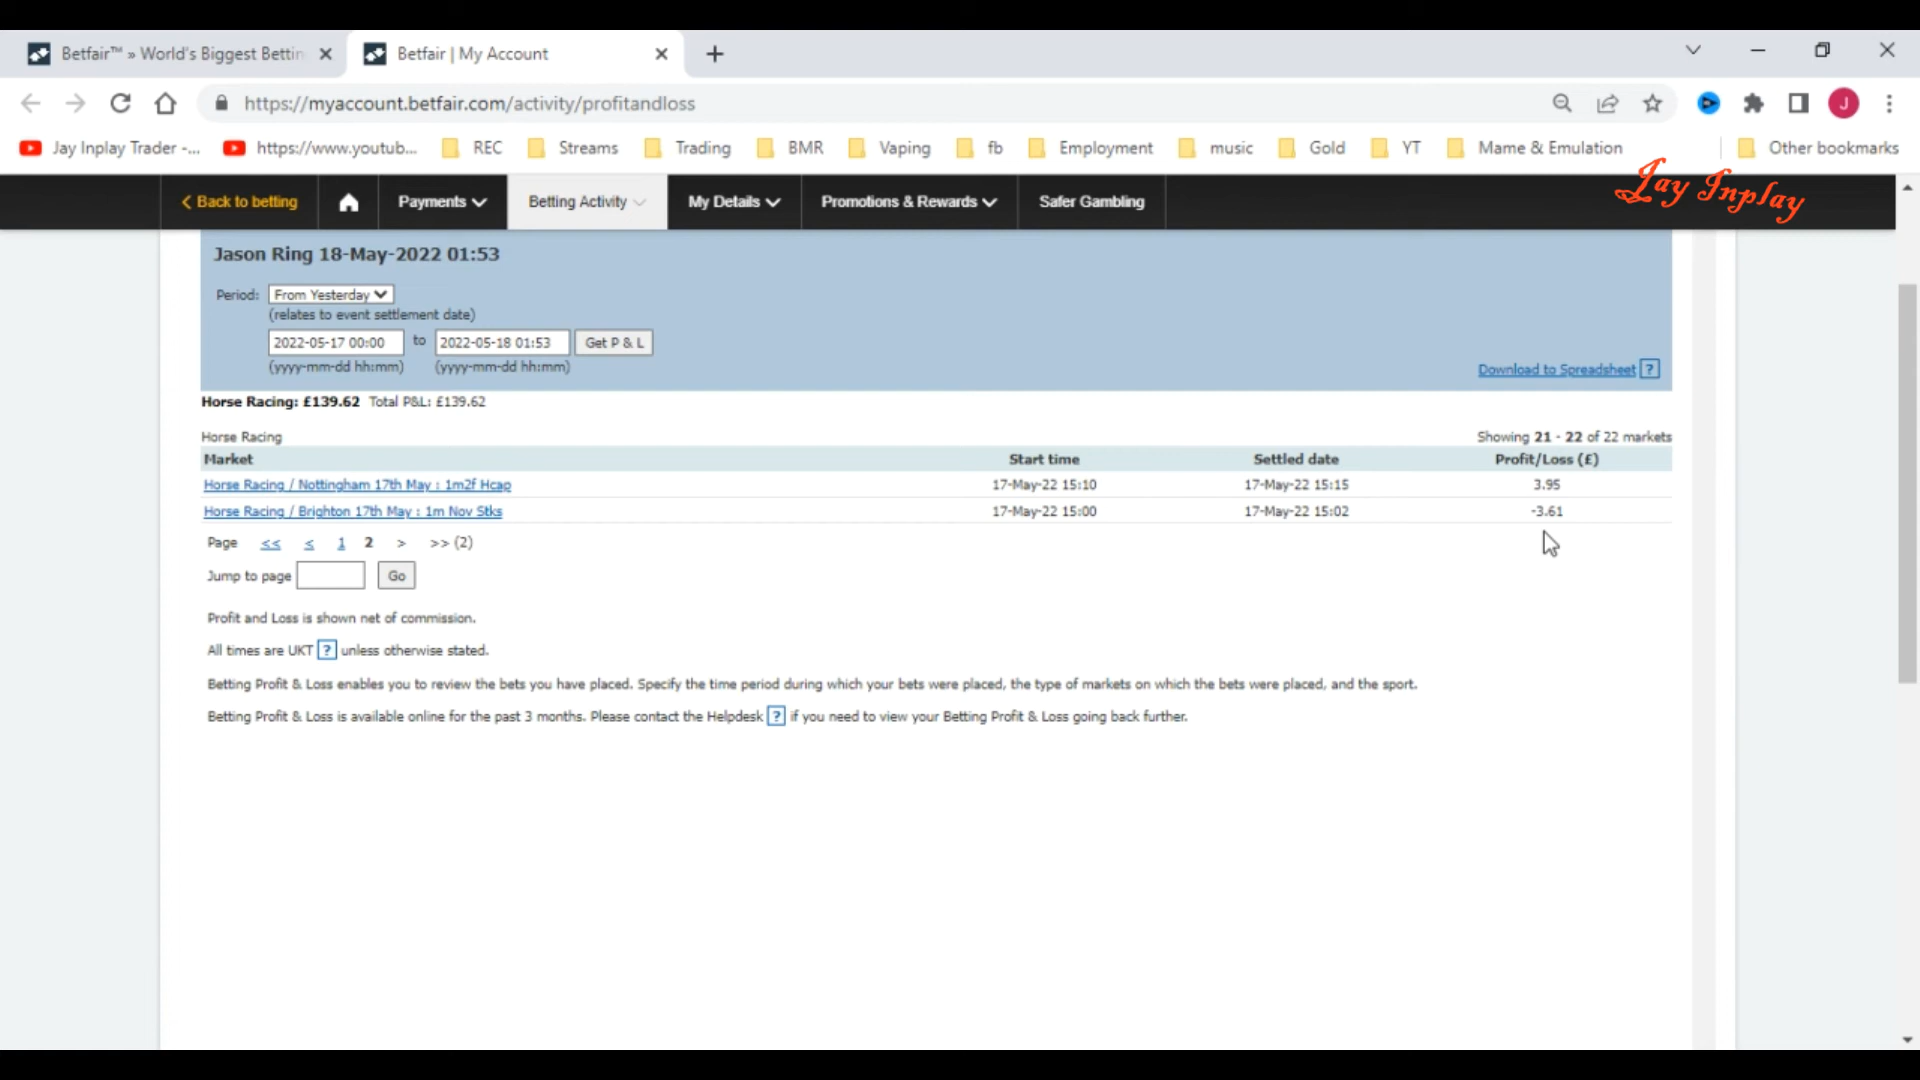 Betfair™ » World's Biggest Bettin
Betfair | My Account
https://myaccount.betfair.com/activity/profitandloss
J
Jay Inplay Trader -... https://www.youtub... REC Streams Trading BMR Vaping fb Employment music Gold YT Mame & Emulation Other bookmarks
Jay Inplay
Back to betting Payments Betting Activity My Details Promotions & Rewards Safer Gambling
Jason Ring 18-May-2022 01:53
Period: From Yesterday
(relates to event settlement date)
2022-05-17 00:00 to 2022-05-18 01:53 Get P & L
(yyyy-mm-dd hh:mm) (yyyy-mm-dd hh:mm)
Download to Spreadsheet ?
Horse Racing: £139.62 Total P&L: £139.62
Horse Racing Showing 21 - 22 of 22 markets
Market Start time Settled date Profit/Loss (£)
Horse Racing / Nottingham 17th May : 1m2f Hcap 17-May-22 15:10 17-May-22 15:15 3.95
Horse Racing / Brighton 17th May : 1m Nov Stks 17-May-22 15:00 17-May-22 15:02 -3.61
Page << < 1 2 > >> (2)
Jump to page Go
Profit and Loss is shown net of commission.
All times are UKT ? unless otherwise stated.
Betting Profit & Loss enables you to review the bets you have placed. Specify the time period during which your bets were placed, the type of markets on which the bets were placed, and the sport.
Betting Profit & Loss is available online for the past 3 months. Please contact the Helpdesk ? if you need to view your Betting Profit & Loss going back further.